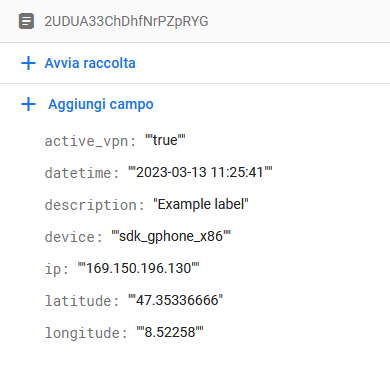 2UDUA33ChDhfNrPZpRYG
+ Avvia raccolta
+ Aggiungi campo
active_vpn: ""true""
datetime: ""2023-03-13 11:25:41""
description: "Example label"
device: ""sdk_gphone_x86""
ip: ""169.150.196.130""
latitude: ""47.35336666"
longitude: ""8.52258""